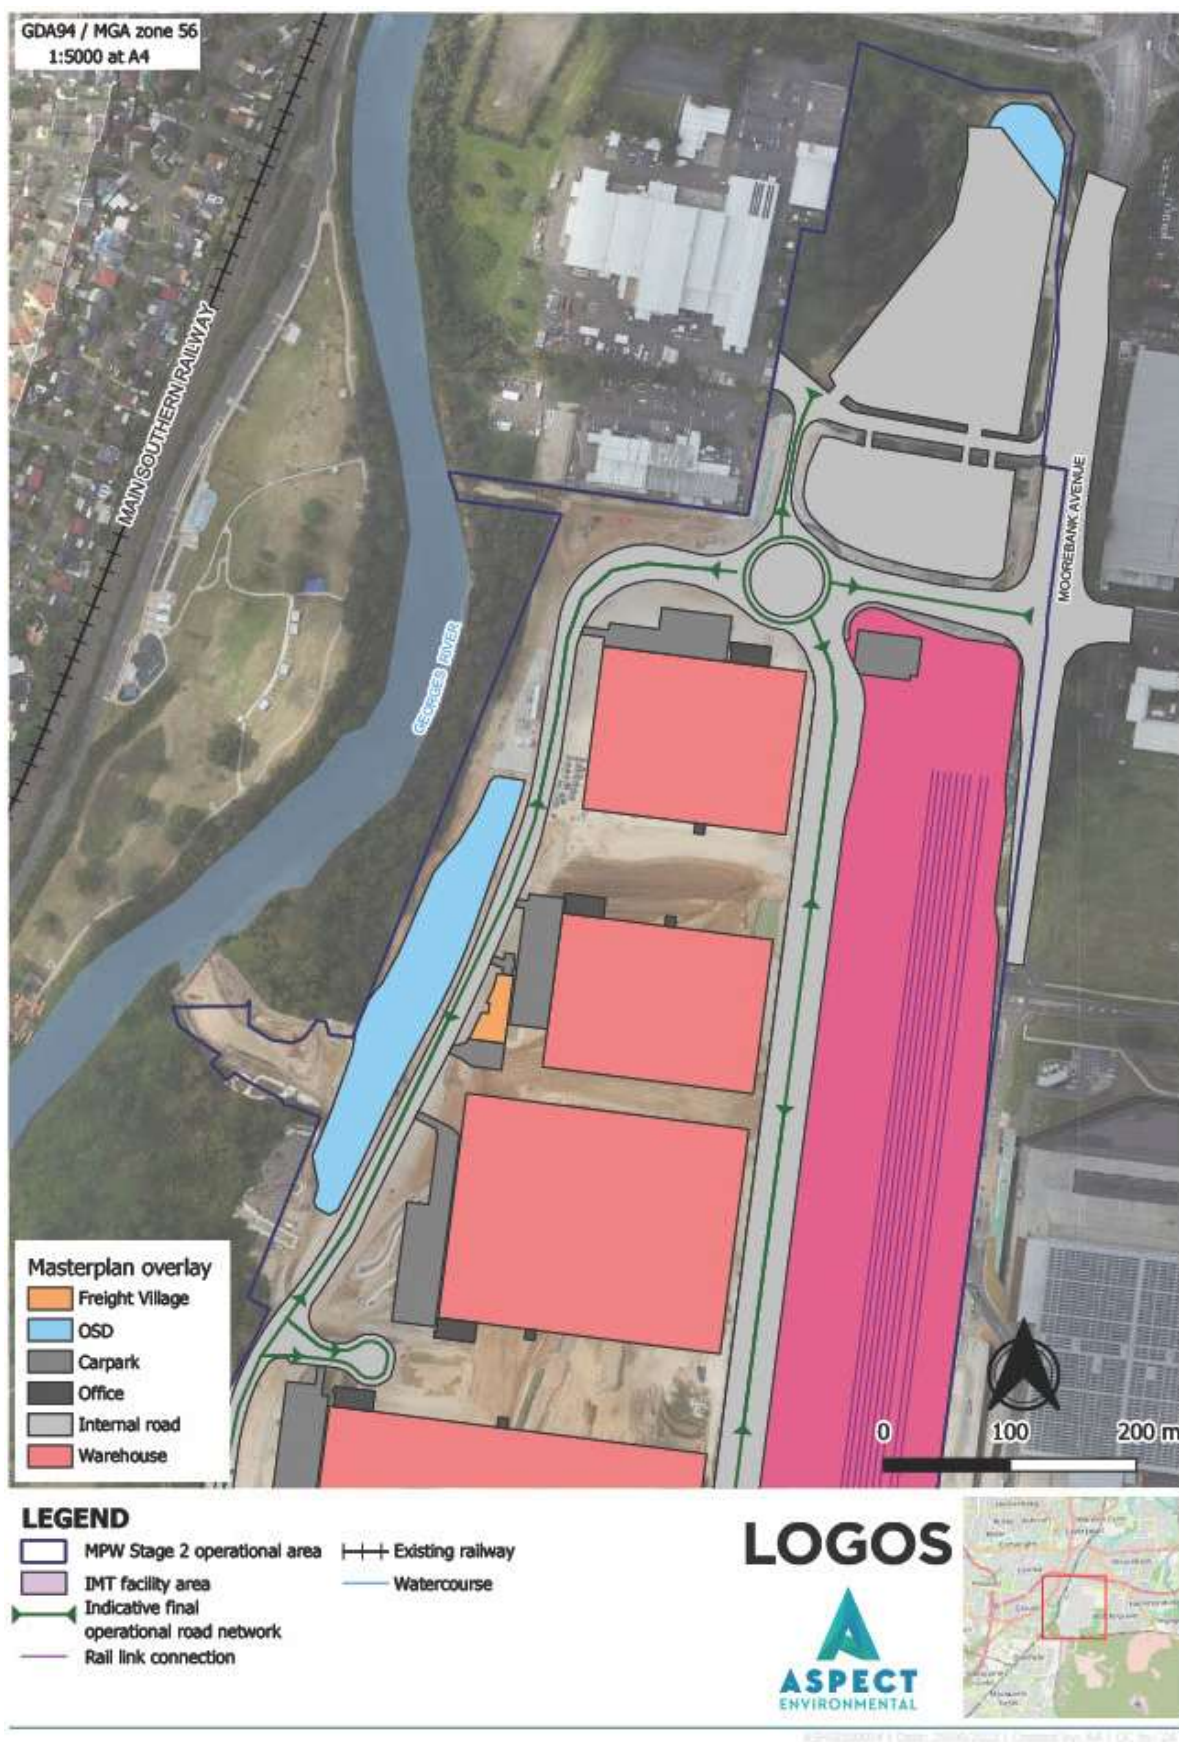 GDA94 / MGA zone 56
1:5000 at A4
MAIN SOUTHERN RAILWAY
GEORGES RIVER
MOOREBANK AVENUE
Masterplan overlay
Freight Village
OSD
Carpark
Office
Internal road
Warehouse
0 100 200 m
LEGEND
MPW Stage 2 operational area
IMT facility area
Indicative final
operational road network
Rail link connection
Existing railway
Watercourse
LOGOS
ASPECT
ENVIRONMENTAL